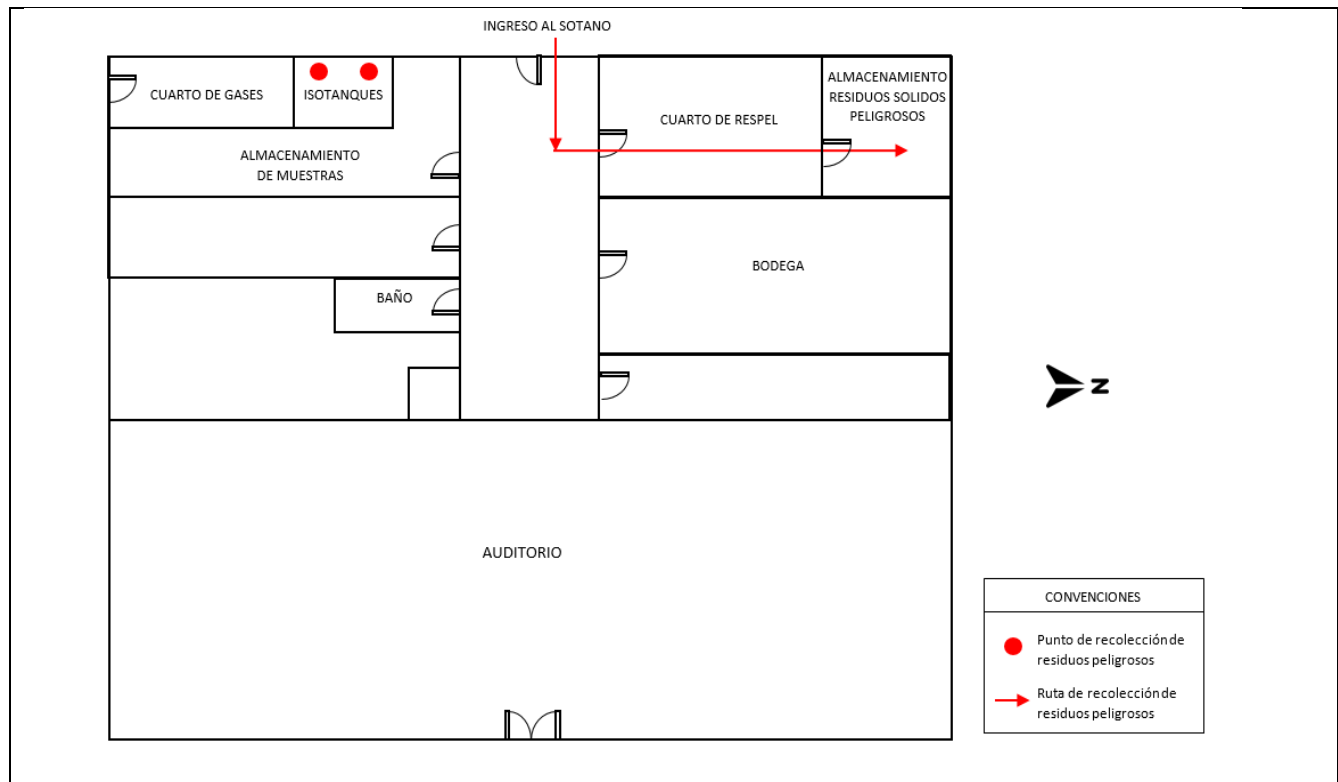 INGRESO AL SOTANO
CUARTO DE GASES
ISOTANQUES
ALMACENAMIENTO
DE MUESTRAS
CUARTO DE RESPEL
ALMACENAMIENTO
RESIDUOS SOLIDOS
PELIGROSOS
BODEGA
BAÑO
Z
AUDITORIO
CONVENCIONES
Punto de recolección de
residuos peligrosos
Ruta de recolección de
residuos peligrosos